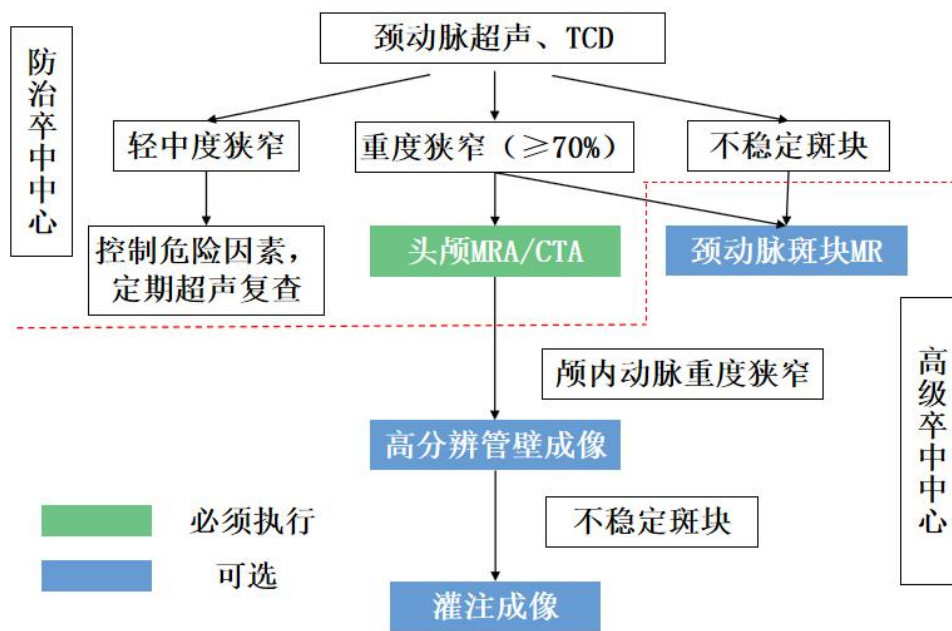 防治卒中中心
颈动脉超声、TCD
轻中度狭窄
重度狭窄（≥70%）
不稳定斑块
控制危险因素，
定期超声复查
头颅MRA/CTA
颈动脉斑块MR
颅内动脉重度狭窄
高级卒中中心
高分辨管壁成像
必须执行
不稳定斑块
可选
灌注成像